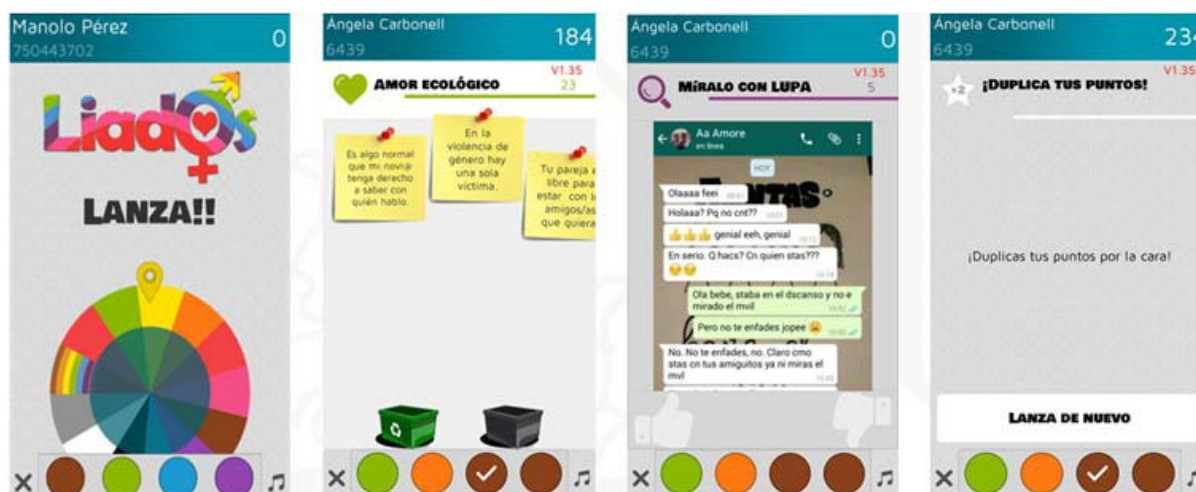 Manolo Pérez
750443702
0
Liados
LANZA!!
Ángela Carbonell
6439
184
V1.35
AMOR ECOLÓGICO
23
Es algo normal
que mi novi@
tenga derecho
a saber con
quién hablo.
En la
violencia de
género hay
una sola
víctima.
Tu pareja e
libre para
estar con l
amigos/as
que quiera
Ángela Carbonell
6439
0
V1.35
MÍRALO CON LUPA
5
Aa Amore
en línea
HOY
Olaaaa feei
Holaaa? Pq no cnt??
genial eeh, genial
En serio. Q hacs? Cn quien stas???
Ola bebe, staba en el dscanso y no e
mirado el mvil
Pero no te enfades jopee
No. No te enfades, no. Claro cmo
stas cn tus amiguitos ya ni miras el
mvl
Ángela Carbonell
6439
234
V1.35
x2
¡DUPLICA TUS PUNTOS!
¡Duplicas tus puntos por la cara!
LANZA DE NUEVO